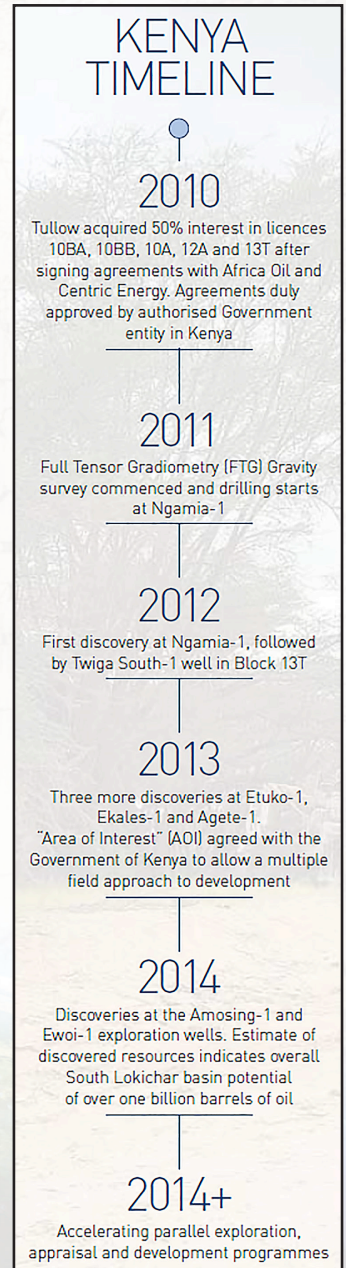 KENYA
TIMELINE
2010
Tullow acquired 50% interest in licences
10BA, 10BB, 10A, 12A and 13T after
signing agreements with Africa Oil and
Centric Energy. Agreements duly
approved by authorised Government
entity in Kenya
2011
Full Tensor Gradiometry (FTG) Gravity
survey commenced and drilling starts
at Ngamia-1
2012
First discovery at Ngamia-1, followed
by Twiga South-1 well in Block 13T
2013
Three more discoveries at Etuko-1,
Ekales-1 and Agete-1.
"Area of Interest" (AOI) agreed with the
Government of Kenya to allow a multiple
field approach to development
2014
Discoveries at the Amosing-1 and
Ewoi-1 exploration wells. Estimate of
discovered resources indicates overall
South Lokichar basin potential
of over one billion barrels of oil
2014+
Accelerating parallel exploration,
appraisal and development programmes